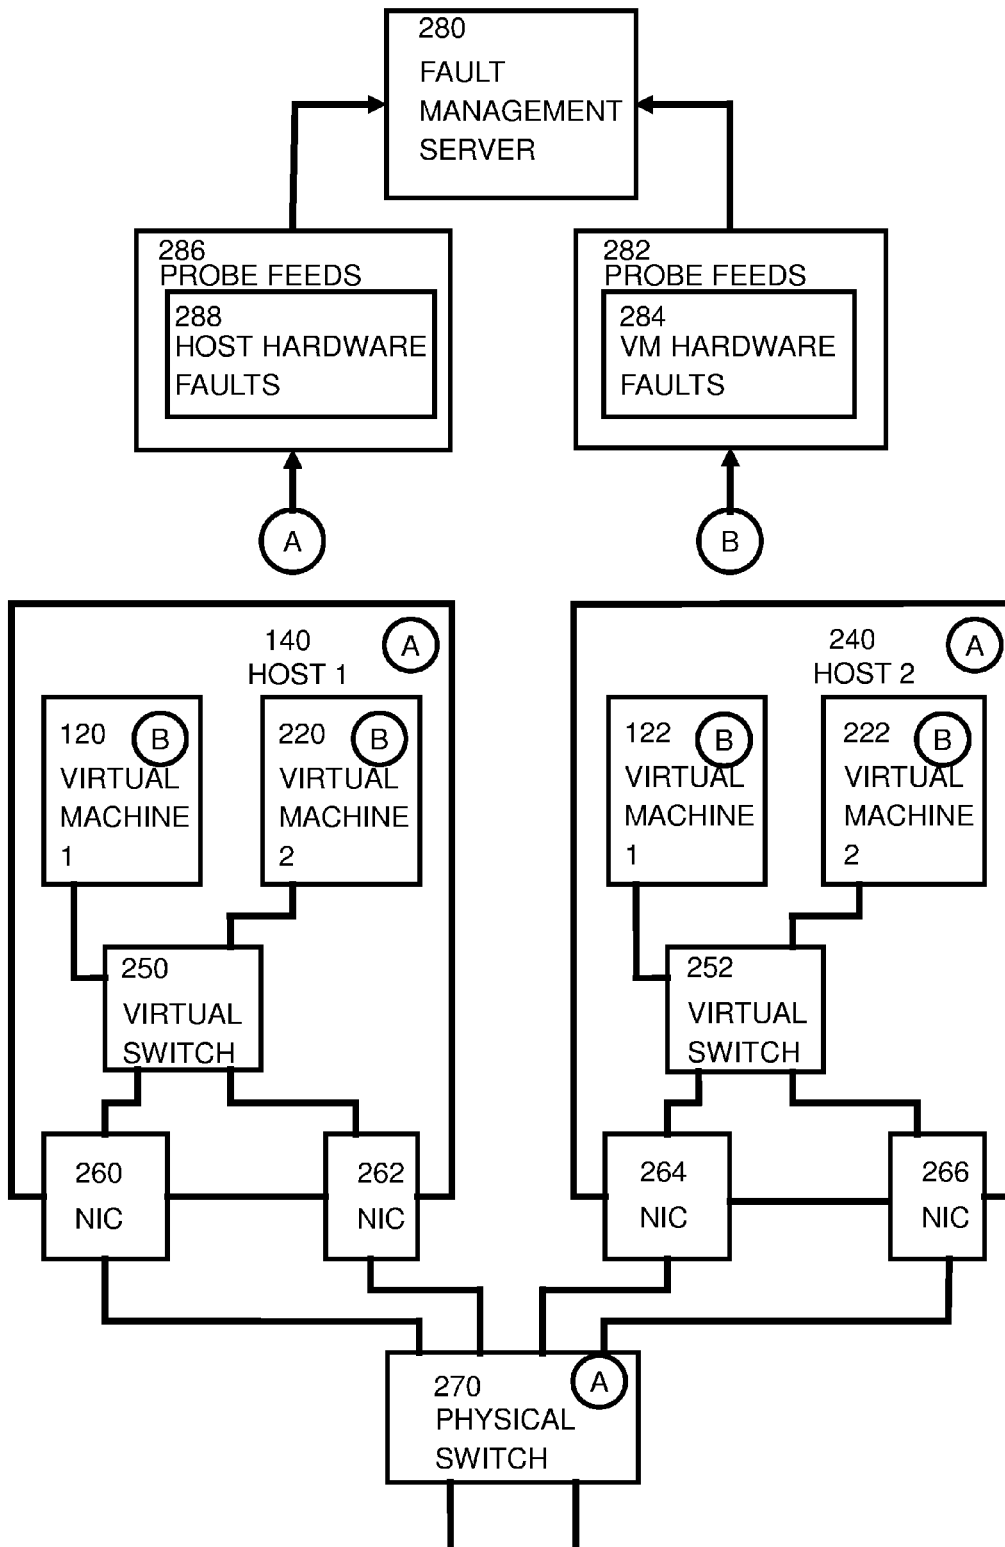 280
FAULT
MANAGEMENT
SERVER
286
PROBE FEEDS
288
HOST HARDWARE
FAULTS
282
PROBE FEEDS
284
VM HARDWARE
FAULTS
A
B
140
HOST 1
A
120
B
VIRTUAL
MACHINE
1
220
B
VIRTUAL
MACHINE
2
250
VIRTUAL
SWITCH
260
NIC
262
NIC
240
HOST 2
A
122
B
VIRTUAL
MACHINE
1
222
B
VIRTUAL
MACHINE
2
252
VIRTUAL
SWITCH
264
NIC
266
NIC
270
A
PHYSICAL
SWITCH